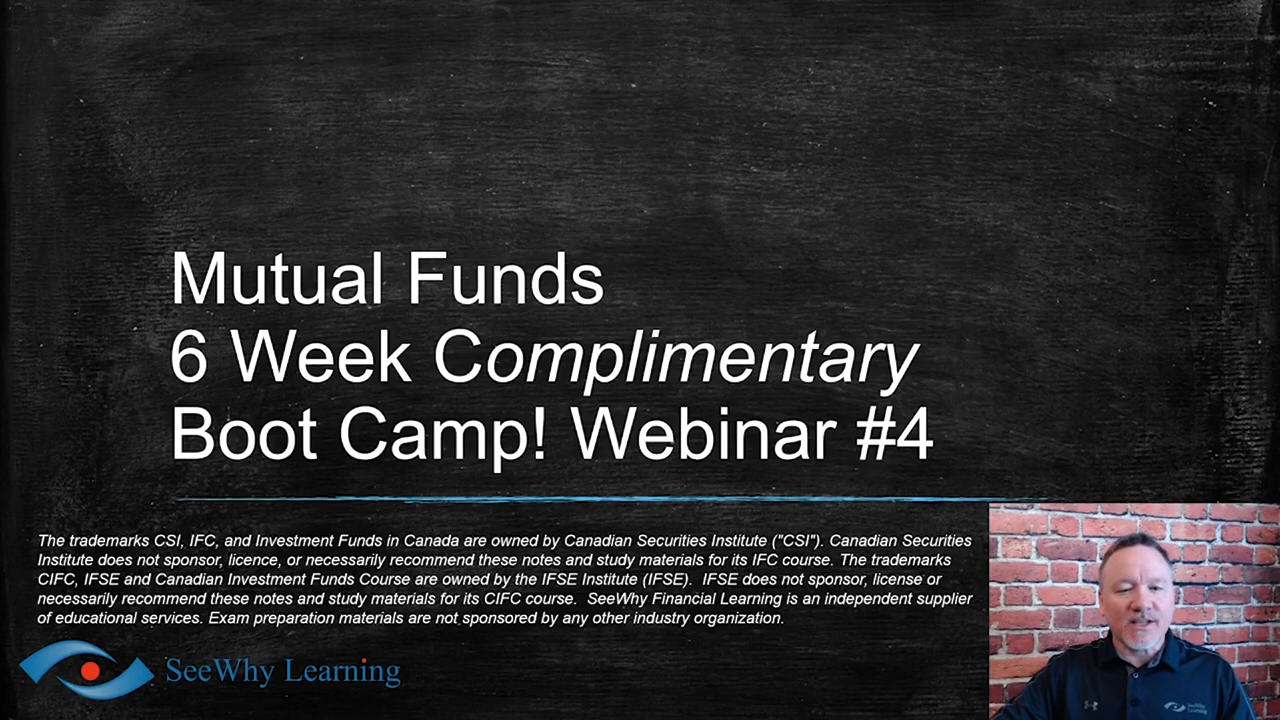 Mutual Funds
6 Week Complimentary
Boot Camp! Webinar #4
The trademarks CSI, IFC, and Investment Funds in Canada are owned by Canadian Securities Institute ("CSI"). Canadian Securities
Institute does not sponsor, licence, or necessarily recommend these notes and study materials for its IFC course. The trademarks
CIFC, IFSE and Canadian Investment Funds Course are owned by the IFSE Institute (IFSE). IFSE does not sponsor, license or
necessarily recommend these notes and study materials for its CIFC course. SeeWhy Financial Learning is an independent supplier
of educational services. Exam preparation materials are not sponsored by any other industry organization.
SeeWhy Learning
SeeWhy
Learning